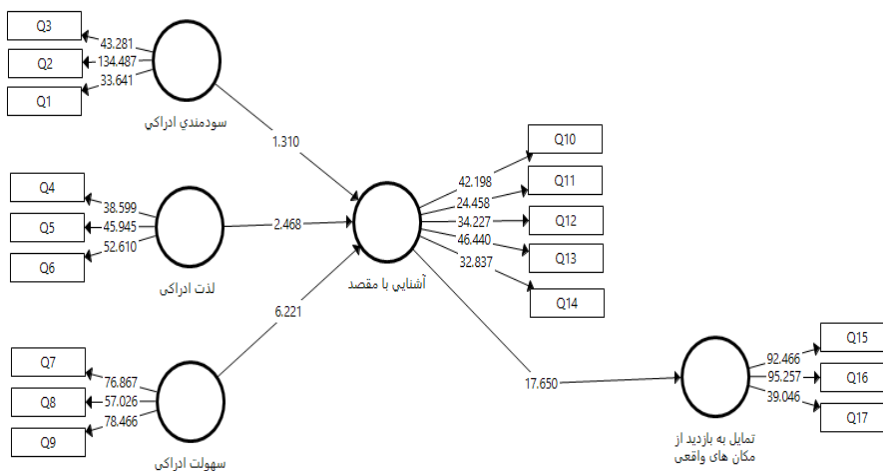 Q3
43.281
Q2
134.487
Q1
33.641
سودمندي ادراکي
1.310
Q4
38.599
Q5
45.945
Q6
52.610
لذت ادراکی
2.468
Q7
76.867
Q8
57.026
Q9
78.466
سهولت ادراکی
6.221
آشنايي با مقصد
Q10
42.198
Q11
24.458
Q12
34.227
Q13
46.440
Q14
32.837
17.650
Q15
92.466
Q16
95.257
Q17
39.046
تمایل به بازدید از
مکان های واقعی